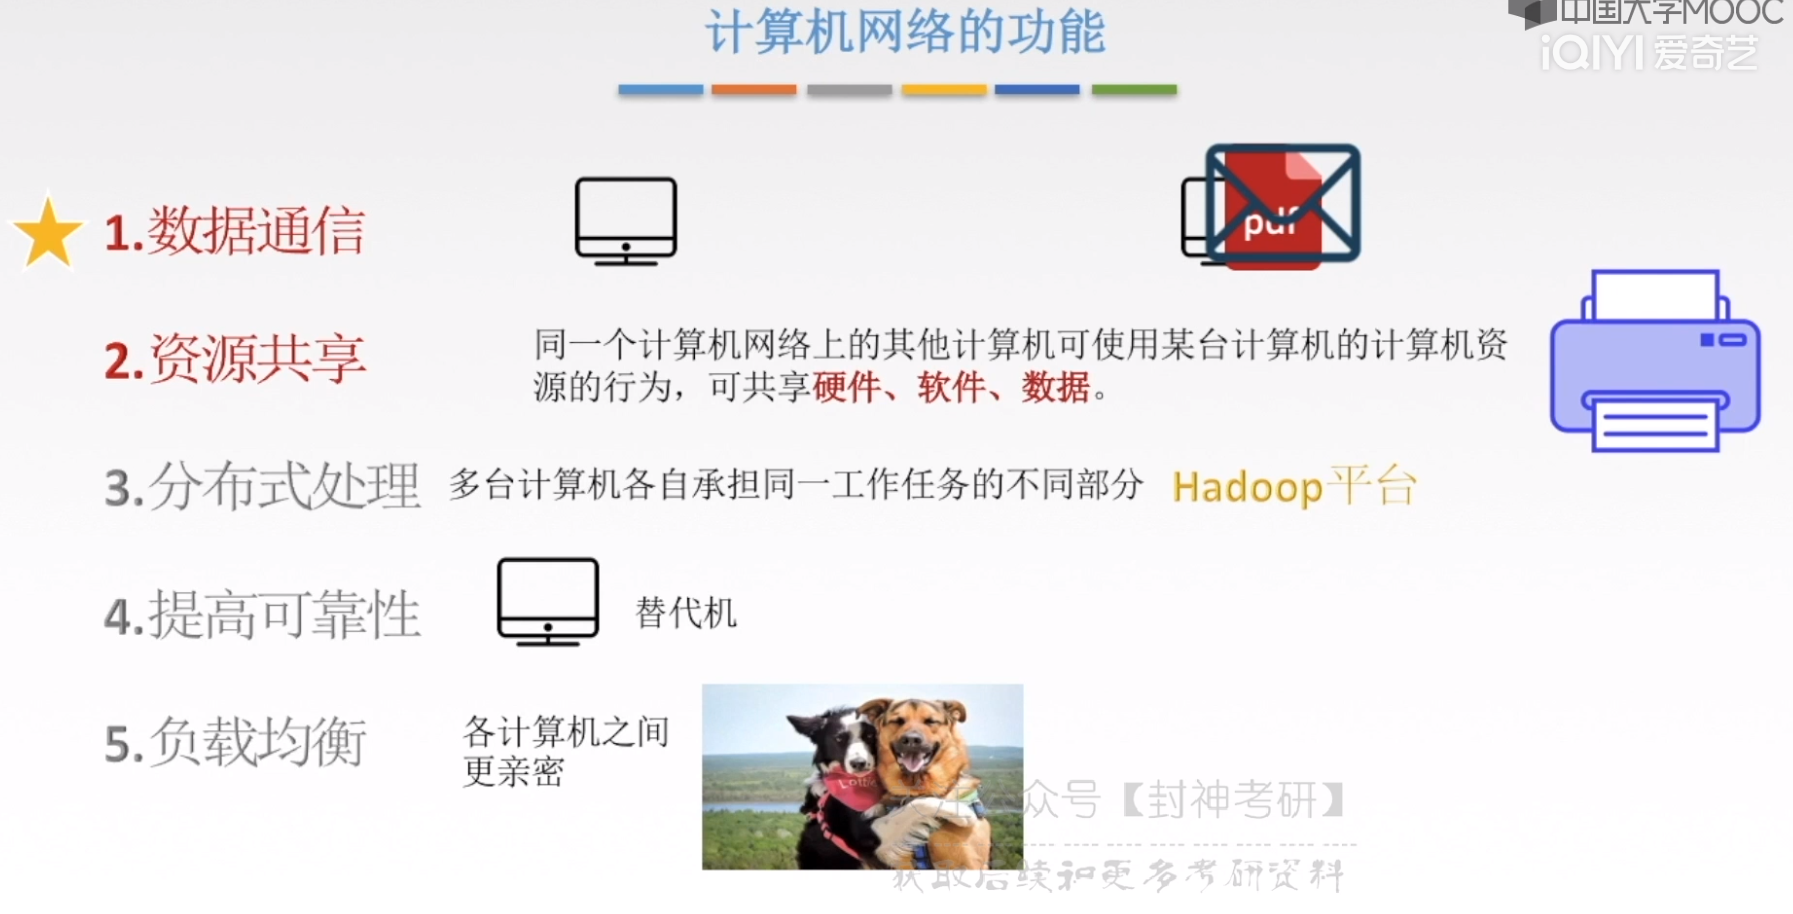 计算机网络的功能
中国大学MOOC
iQIYI 爱奇艺
1.数据通信
pdf
2.资源共享
同一个计算机网络上的其他计算机可使用某台计算机的计算机资
源的行为，可共享硬件、软件、数据。
3.分布式处理 多台计算机各自承担同一工作任务的不同部分 Hadoop平台
4.提高可靠性 替代机
5.负载均衡
各计算机之间
更亲密
众号【封神考研】
获取后续和更多考研资料